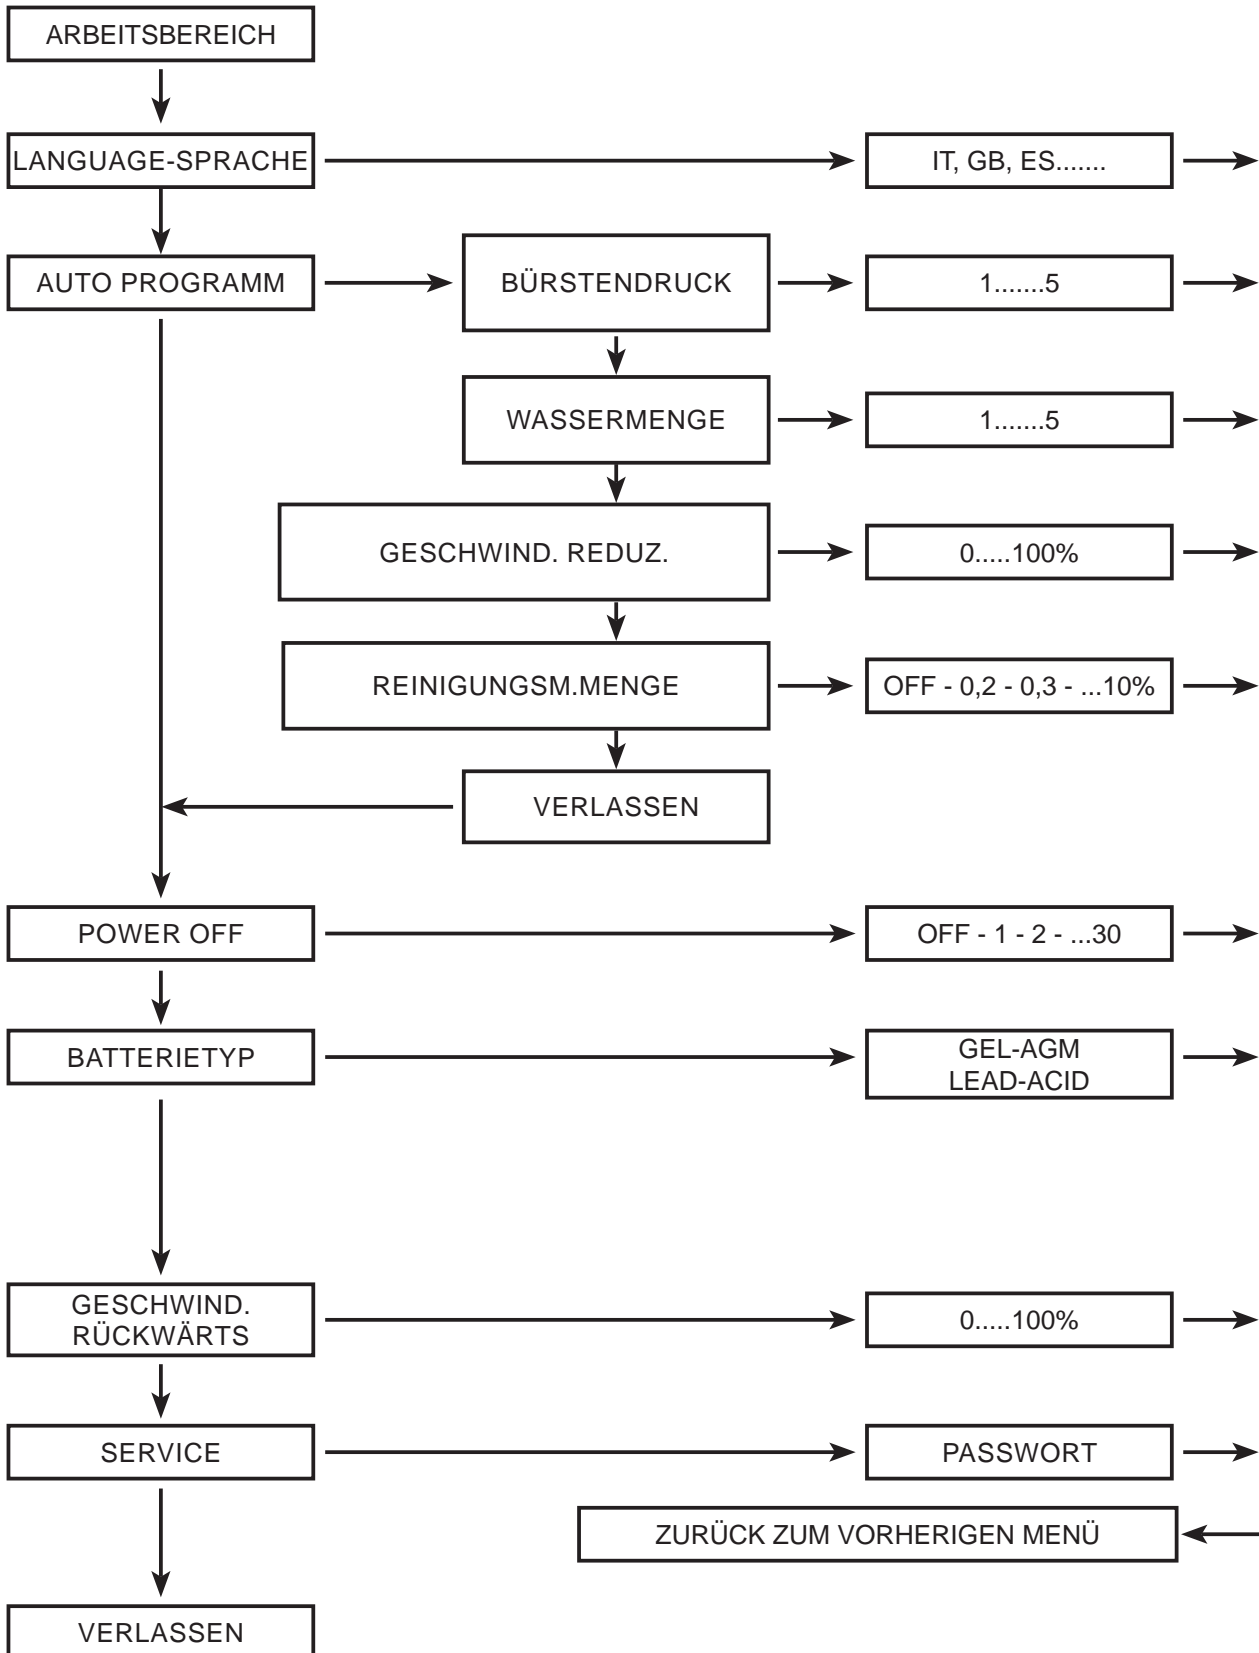 ARBEITSBEREICH
LANGUAGE-SPRACHE
IT, GB, ES.......
AUTO PROGRAMM
BÜRSTENDRUCK
1.......5
WASSERMENGE
1.......5
GESCHWIND. REDUZ.
0.....100%
REINIGUNGSM.MENGE
OFF - 0,2 - 0,3 - ...10%
VERLASSEN
POWER OFF
OFF - 1 - 2 - ...30
BATTERIETYP
GEL-AGM
LEAD-ACID
GESCHWIND.
RÜCKWÄRTS
0.....100%
SERVICE
PASSWORT
ZURÜCK ZUM VORHERIGEN MENÜ
VERLASSEN